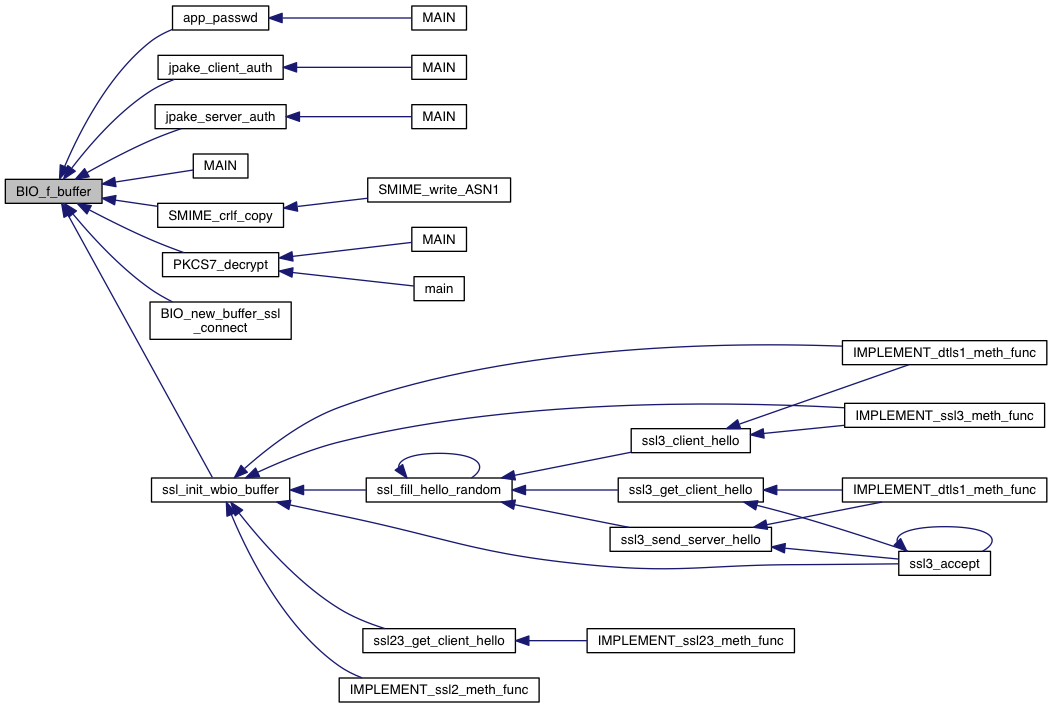 app_passwd
MAIN
jpake_client_auth
MAIN
jpake_server_auth
MAIN
MAIN
BIO_f_buffer
SMIME_write_ASN1
SMIME_crlf_copy
MAIN
PKCS7_decrypt
main
BIO_new_buffer_ssl
_connect
IMPLEMENT_dtls1_meth_func
IMPLEMENT_ssl3_meth_func
ssl3_client_hello
ssl_init_wbio_buffer
ssl_fill_hello_random
ssl3_get_client_hello
IMPLEMENT_dtls1_meth_func
ssl3_send_server_hello
ssl3_accept
ssl23_get_client_hello
IMPLEMENT_ssl23_meth_func
IMPLEMENT_ssl2_meth_func